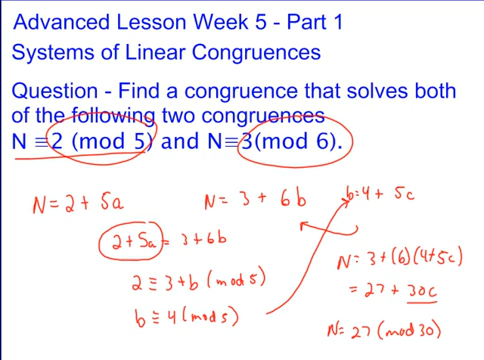 Advanced Lesson Week 5 - Part 1
Systems of Linear Congruences
Question - Find a congruence that solves both
of the following two congruences
N ≡2 (mod 5) and N≡3(mod 6).
N = 2 + 5a
N = 3 + 6b
b=4 + 5c
2 + 5a = 3 + 6b
2 ≡ 3 + b (mod 5)
b ≡ 4 (mod 5)
N = 3 + (6)(4+5c)
= 27 + 30c
N= 27 (mod 30)